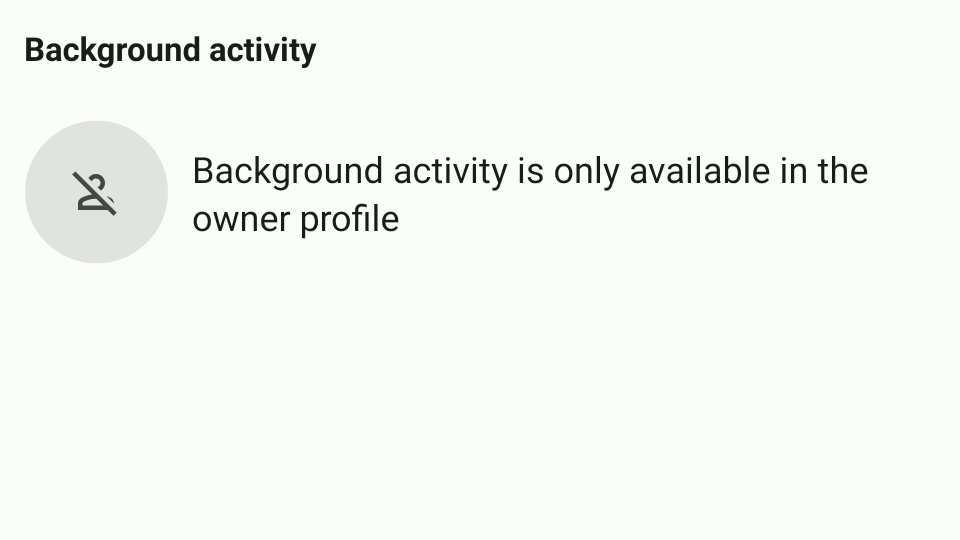 Background activity
Background activity is only available in the
owner profile